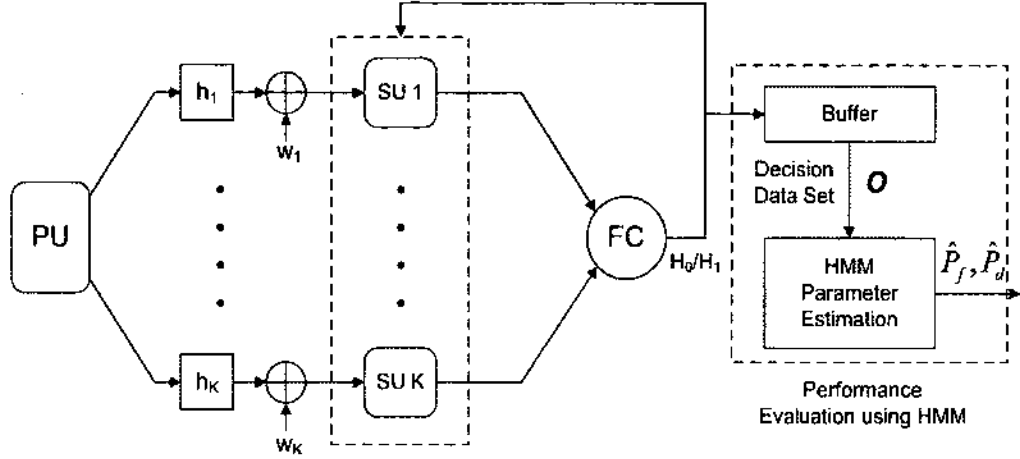 PU
h₁
w₁
SU 1
hK
wK
SU K
FC
H₀/H₁
Buffer
Decision
Data Set
O
HMM
Parameter
Estimation
P̂f, P̂d
Performance
Evaluation using HMM